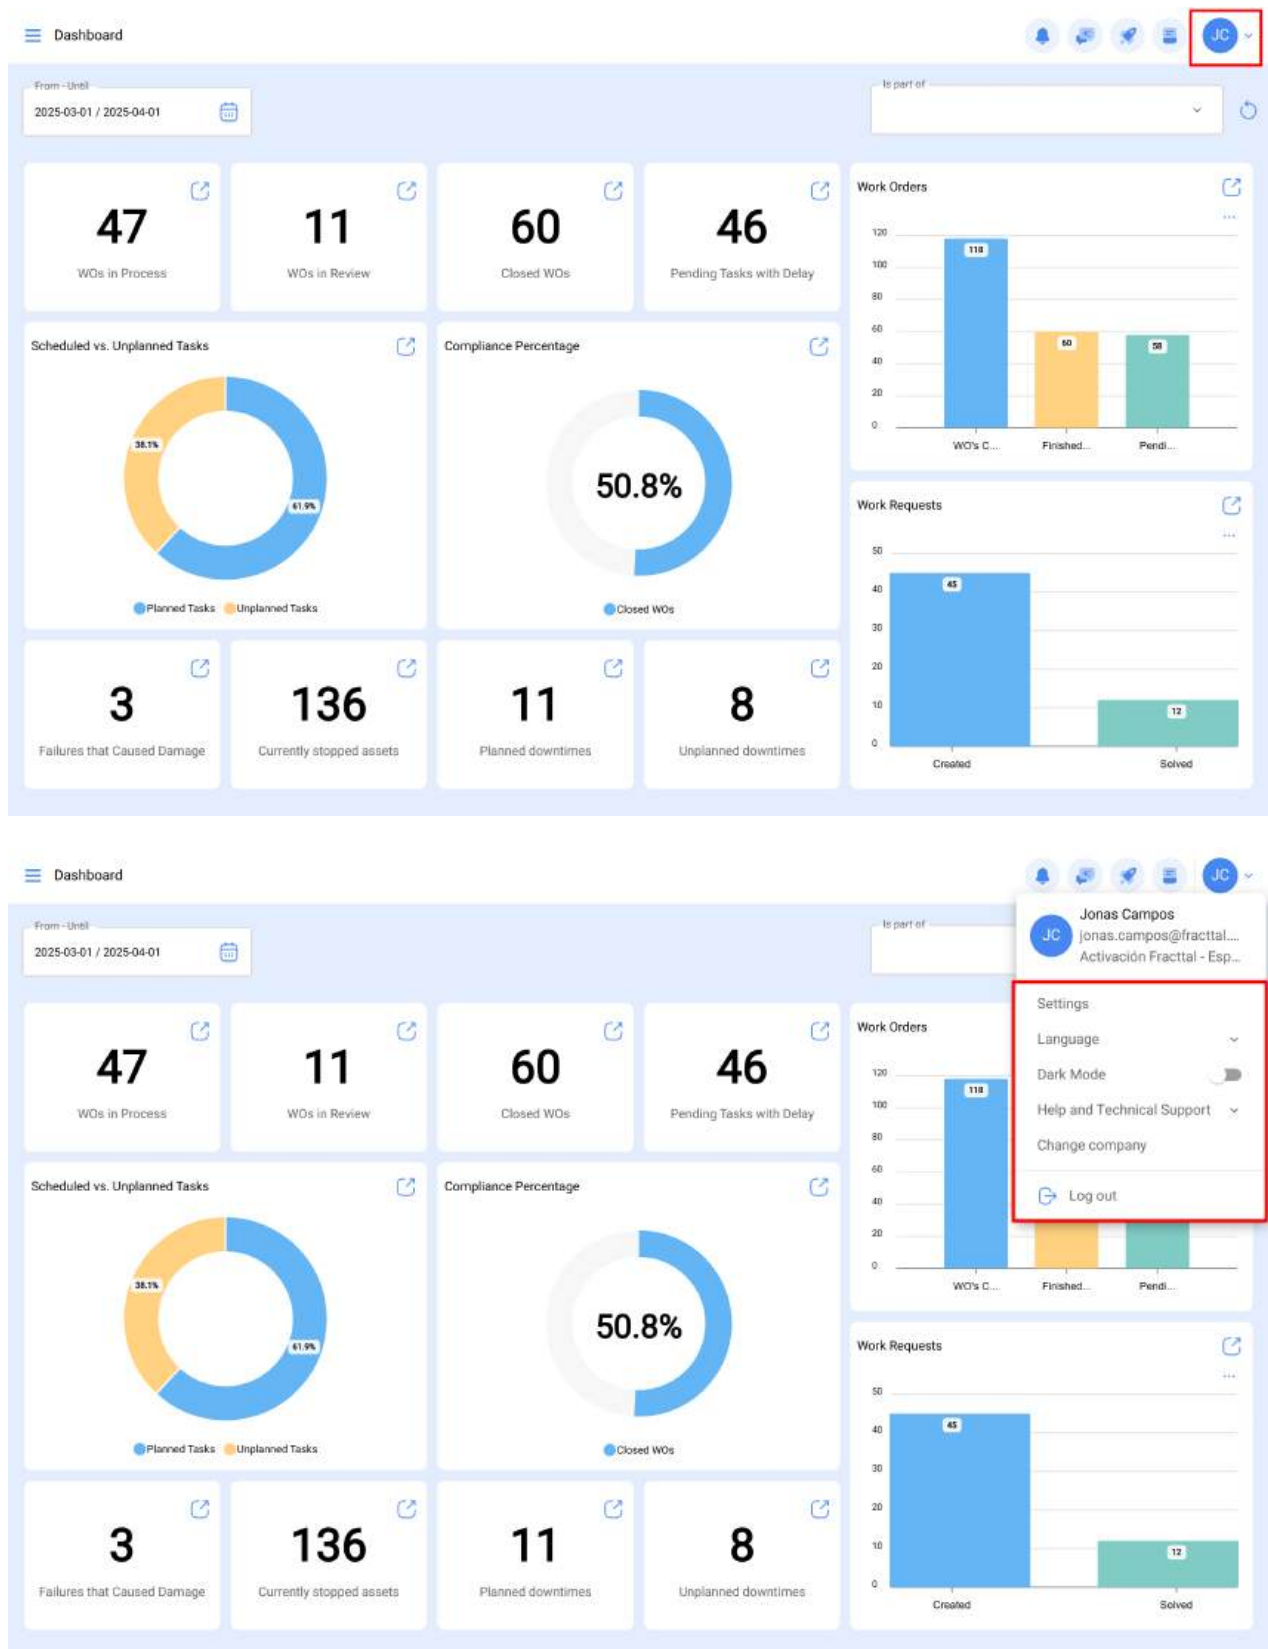 Dashboard
JC
From - Until
2025-03-01 / 2025-04-01
Is part of
47
WOs in Process
11
WOs in Review
60
Closed WOs
46
Pending Tasks with Delay
Work Orders
...
120
100
80
60
40
20
0
118
60
58
WO's C...
Finished...
Pendi...
Scheduled vs. Unplanned Tasks
38.1%
61.9%
Planned Tasks
Unplanned Tasks
Compliance Percentage
50.8%
Closed WOs
Work Requests
...
50
40
30
20
10
0
45
12
Created
Solved
3
Failures that Caused Damage
136
Currently stopped assets
11
Planned downtimes
8
Unplanned downtimes
Dashboard
JC
From - Until
2025-03-01 / 2025-04-01
Is part of
JC
Jonas Campos
jonas.campos@fracttal....
Activación Fracttal - Esp...
Settings
Language
Dark Mode
Help and Technical Support
Change company
Log out
47
WOs in Process
11
WOs in Review
60
Closed WOs
46
Pending Tasks with Delay
Work Orders
120
100
80
60
40
20
0
118
WO's C...
Finished...
Pendi...
Scheduled vs. Unplanned Tasks
38.1%
61.9%
Planned Tasks
Unplanned Tasks
Compliance Percentage
50.8%
Closed WOs
Work Requests
...
50
40
30
20
10
0
45
12
Created
Solved
3
Failures that Caused Damage
136
Currently stopped assets
11
Planned downtimes
8
Unplanned downtimes